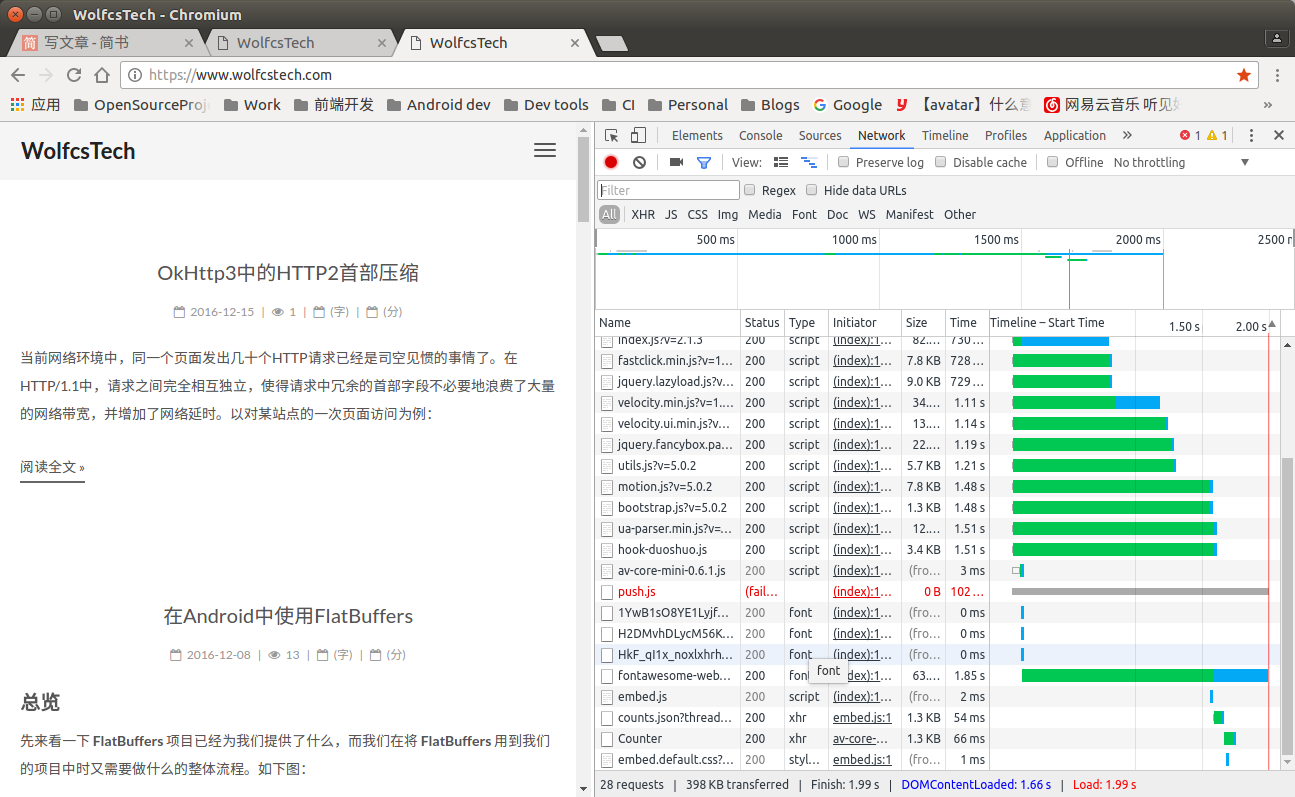 WolfcsTech - Chromium
写文章 - 简书
WolfcsTech
WolfcsTech
https://www.wolfcstech.com
应用 OpenSourceProj Work 前端开发 Android dev Dev tools CI Personal Blogs Google 【avatar】什么意 网易云音乐 听见好 »
WolfcsTech
OkHttp3中的HTTP2首部压缩
2016-12-15 | 1 | (字) | (分)
当前网络环境中，同一个页面发出几十个HTTP请求已经是司空见惯的事情了。在
HTTP/1.1中，请求之间完全相互独立，使得请求中冗余的首部字段不必要地浪费了大量
的网络带宽，并增加了网络延时。以对某站点的一次页面访问为例：
阅读全文 »
在Android中使用FlatBuffers
2016-12-08 | 13 | (字) | (分)
总览
先来看一下 FlatBuffers 项目已经为我们提供了什么，而我们在将 FlatBuffers 用到我们
的项目中时又需要做什么的整体流程。如下图：
Elements Console Sources Network Timeline Profiles Application » 1 1
View: Preserve log Disable cache Offline No throttling
Filter Regex Hide data URLs
All XHR JS CSS Img Media Font Doc WS Manifest Other
500 ms 1000 ms 1500 ms 2000 ms 2500 
Name Status Type Initiator Size Time Timeline – Start Time 1.50 s 2.00 s
index.js?v=2.1.3 200 script (index):1… 82.… 730 …
fastclick.min.js?v=1… 200 script (index):1… 7.8 KB 728 …
jquery.lazyload.js?v… 200 script (index):1… 9.0 KB 729 …
velocity.min.js?v=1.… 200 script (index):1… 34.… 1.11 s
velocity.ui.min.js?v… 200 script (index):1… 13.… 1.14 s
jquery.fancybox.pa… 200 script (index):1… 22.… 1.19 s
utils.js?v=5.0.2 200 script (index):1… 5.7 KB 1.21 s
motion.js?v=5.0.2 200 script (index):1… 7.8 KB 1.48 s
bootstrap.js?v=5.0.2 200 script (index):1… 1.3 KB 1.48 s
ua-parser.min.js?v=… 200 script (index):1… 12.… 1.51 s
hook-duoshuo.js 200 script (index):1… 3.4 KB 1.51 s
av-core-mini-0.6.1.js 200 script (index):1… (fro… 3 ms
push.js (fail… (index):1… 0 B 102 …
1YwB1sO8YE1Lyjf… 200 font (index):1… (fro… 0 ms
H2DMvhDLycM56K… 200 font (index):1… (fro… 0 ms
HkF_qI1x_noxlxhrh… 200 font (index):1… (fro… 0 ms
fontawesome-web… 200 font (index):1… 63.… 1.85 s
font
embed.js 200 script (index):1… (fro… 2 ms
counts.json?thread… 200 xhr embed.js:1 1.3 KB 54 ms
Counter 200 xhr av-core-… 1.3 KB 66 ms
embed.default.css?… 200 styl… embed.js:1 (fro… 1 ms
28 requests | 398 KB transferred | Finish: 1.99 s | DOMContentLoaded: 1.66 s | Load: 1.99 s